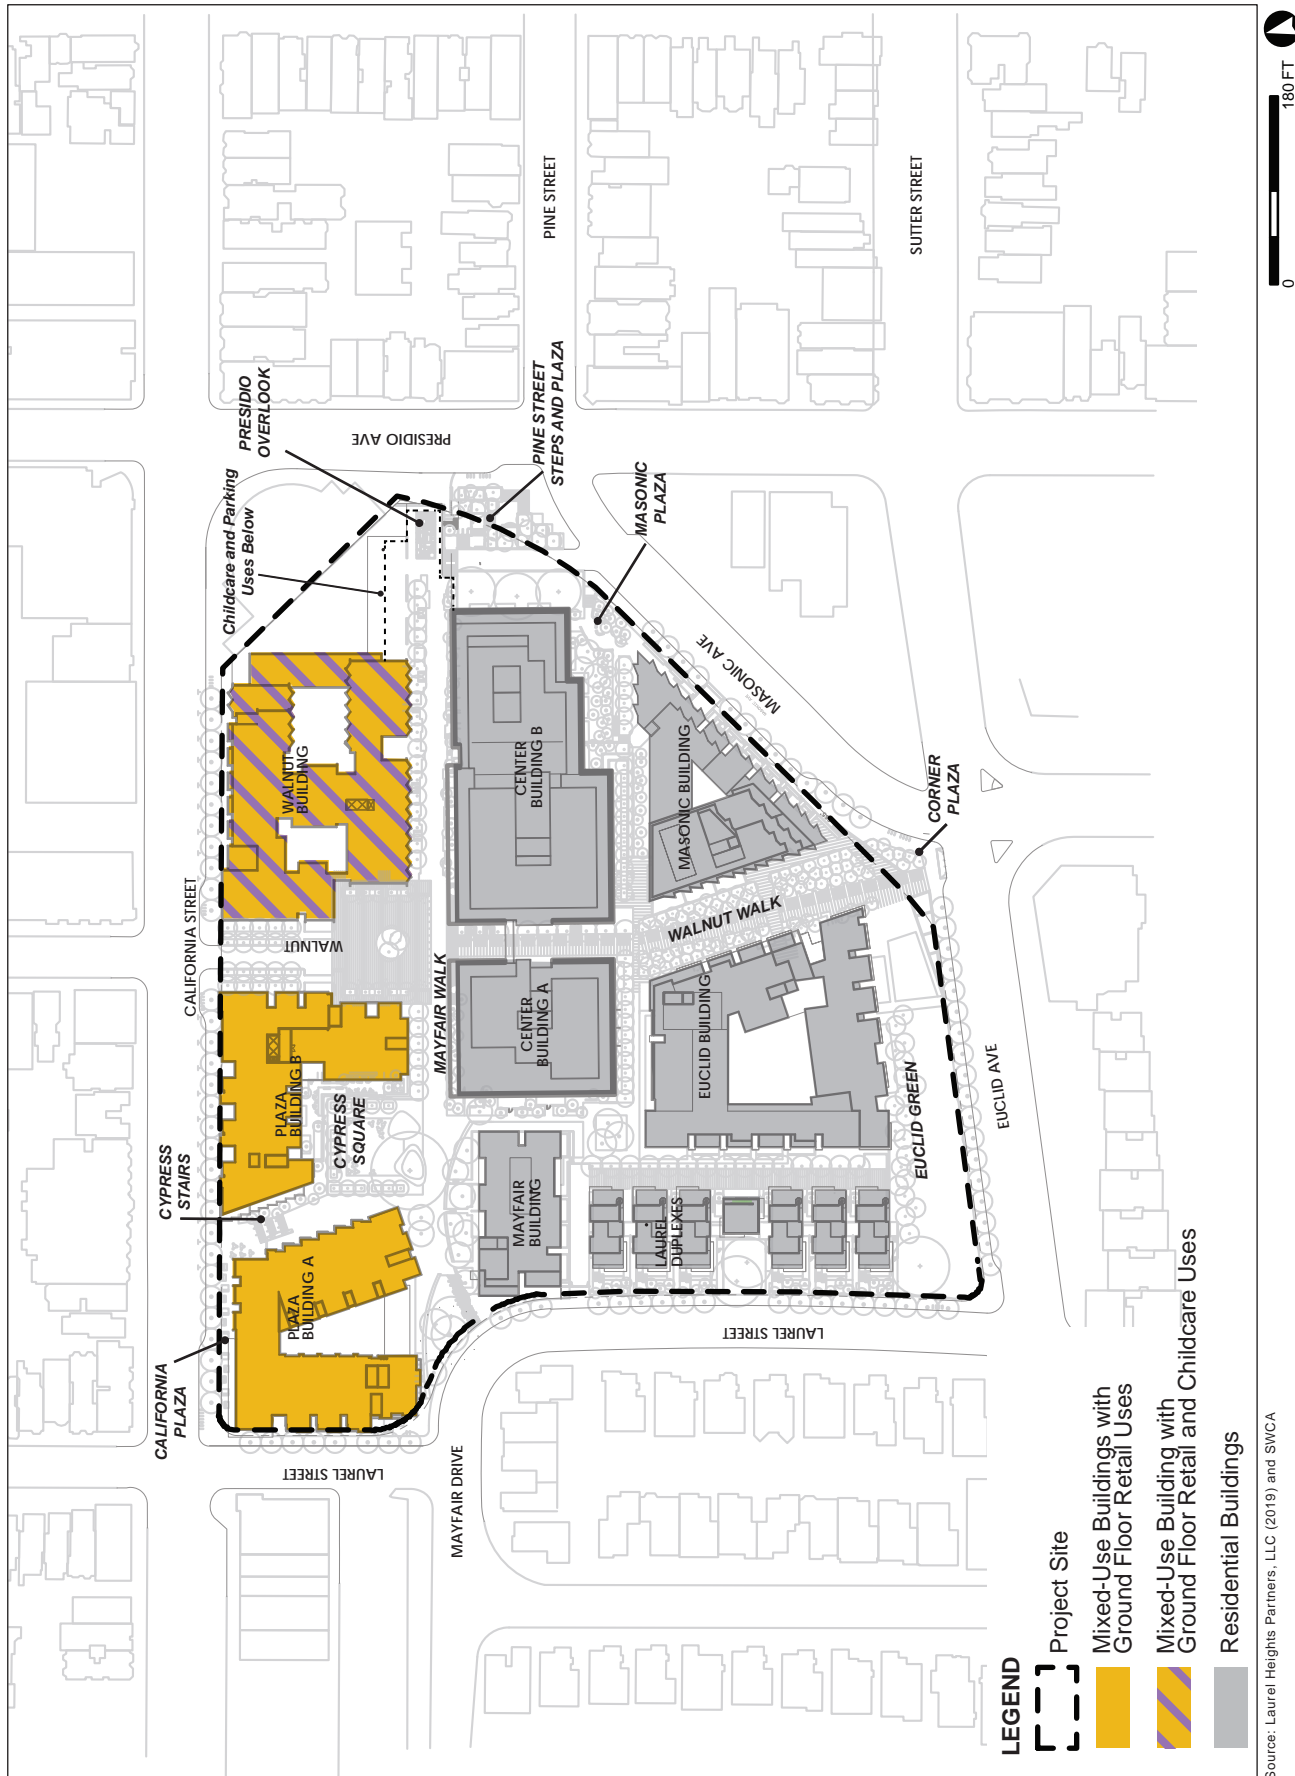 CALIFORNIA
PLAZA
CYPRESS
STAIRS
Childcare and Parking
Uses Below
PRESIDIO
OVERLOOK
LAUREL STREET
CALIFORNIA STREET
PRESIDIO AVE
PLAZA
BUILDING A
PLAZA
BUILDING B
WALNUT
WALNUT
BUILDING
CYPRESS
SQUARE
MAYFAIR DRIVE
MAYFAIR WALK
PINE STREET
STEPS AND PLAZA
PINE STREET
MAYFAIR
BUILDING
CENTER
BUILDING A
CENTER
BUILDING B
MASONIC
PLAZA
LAUREL
DUPLEXES
EUCLID BUILDING
WALNUT WALK
MASONIC BUILDING
MASONIC AVE
LAUREL STREET
SUTTER STREET
EUCLID GREEN
CORNER
PLAZA
EUCLID AVE
LEGEND
Project Site
Mixed-Use Buildings with
Ground Floor Retail Uses
Mixed-Use Building with
Ground Floor Retail and Childcare Uses
Residential Buildings
0 180 FT
Source: Laurel Heights Partners, LLC (2019) and SWCA